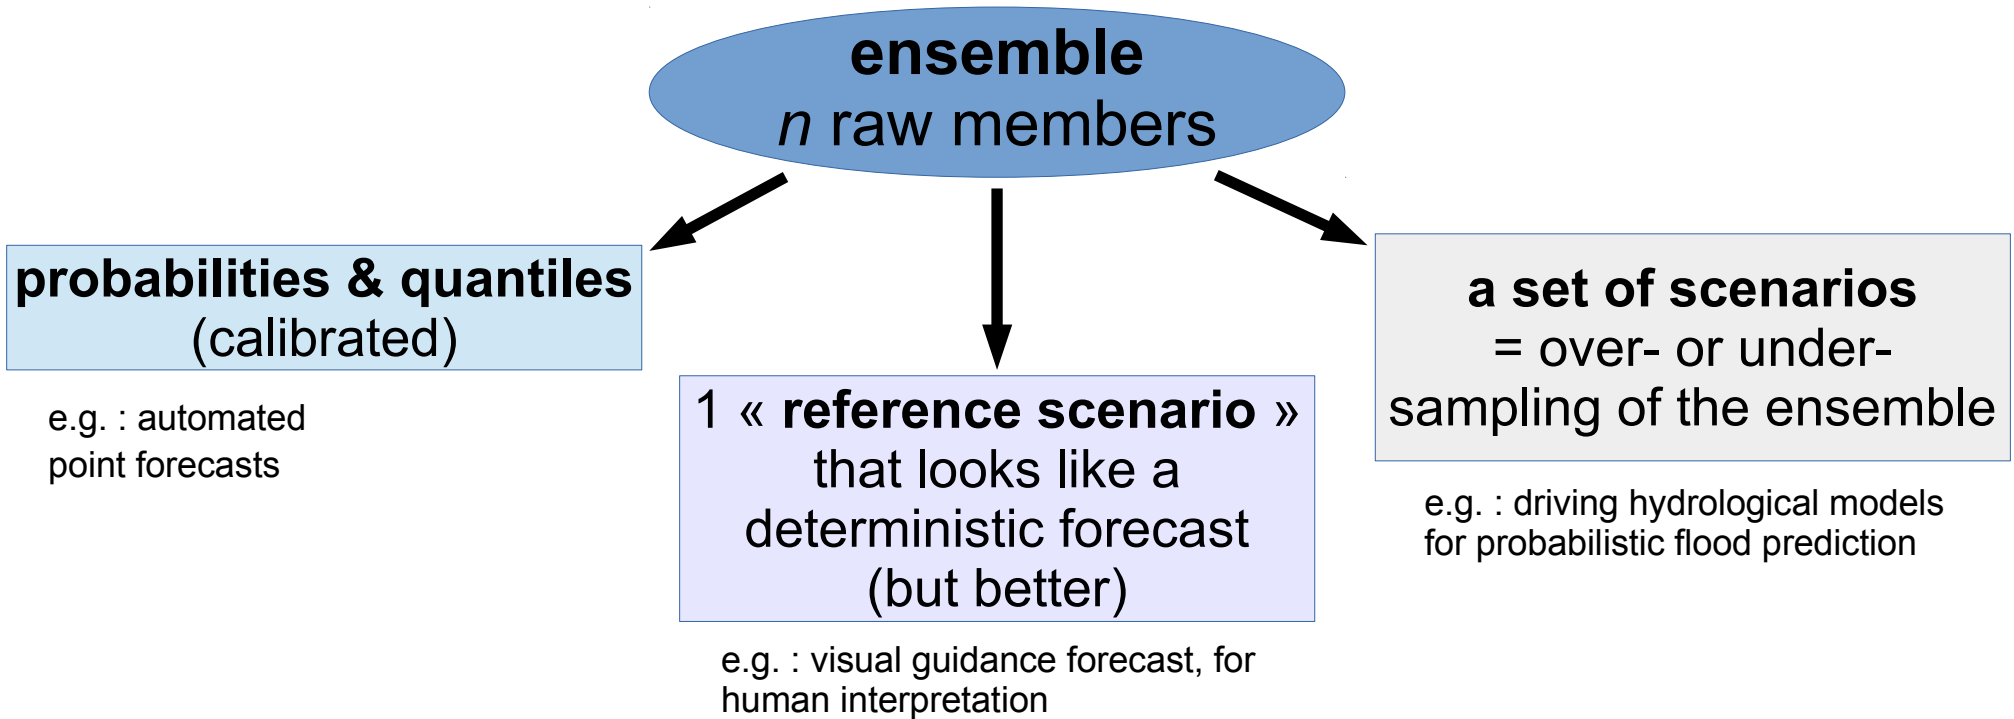 ensemble
n raw members
probabilities & quantiles
(calibrated)
e.g. : automated
point forecasts
1 « reference scenario »
that looks like a
deterministic forecast
(but better)
e.g. : visual guidance forecast, for
human interpretation
a set of scenarios
= over- or under-
sampling of the ensemble
e.g. : driving hydrological models
for probabilistic flood prediction